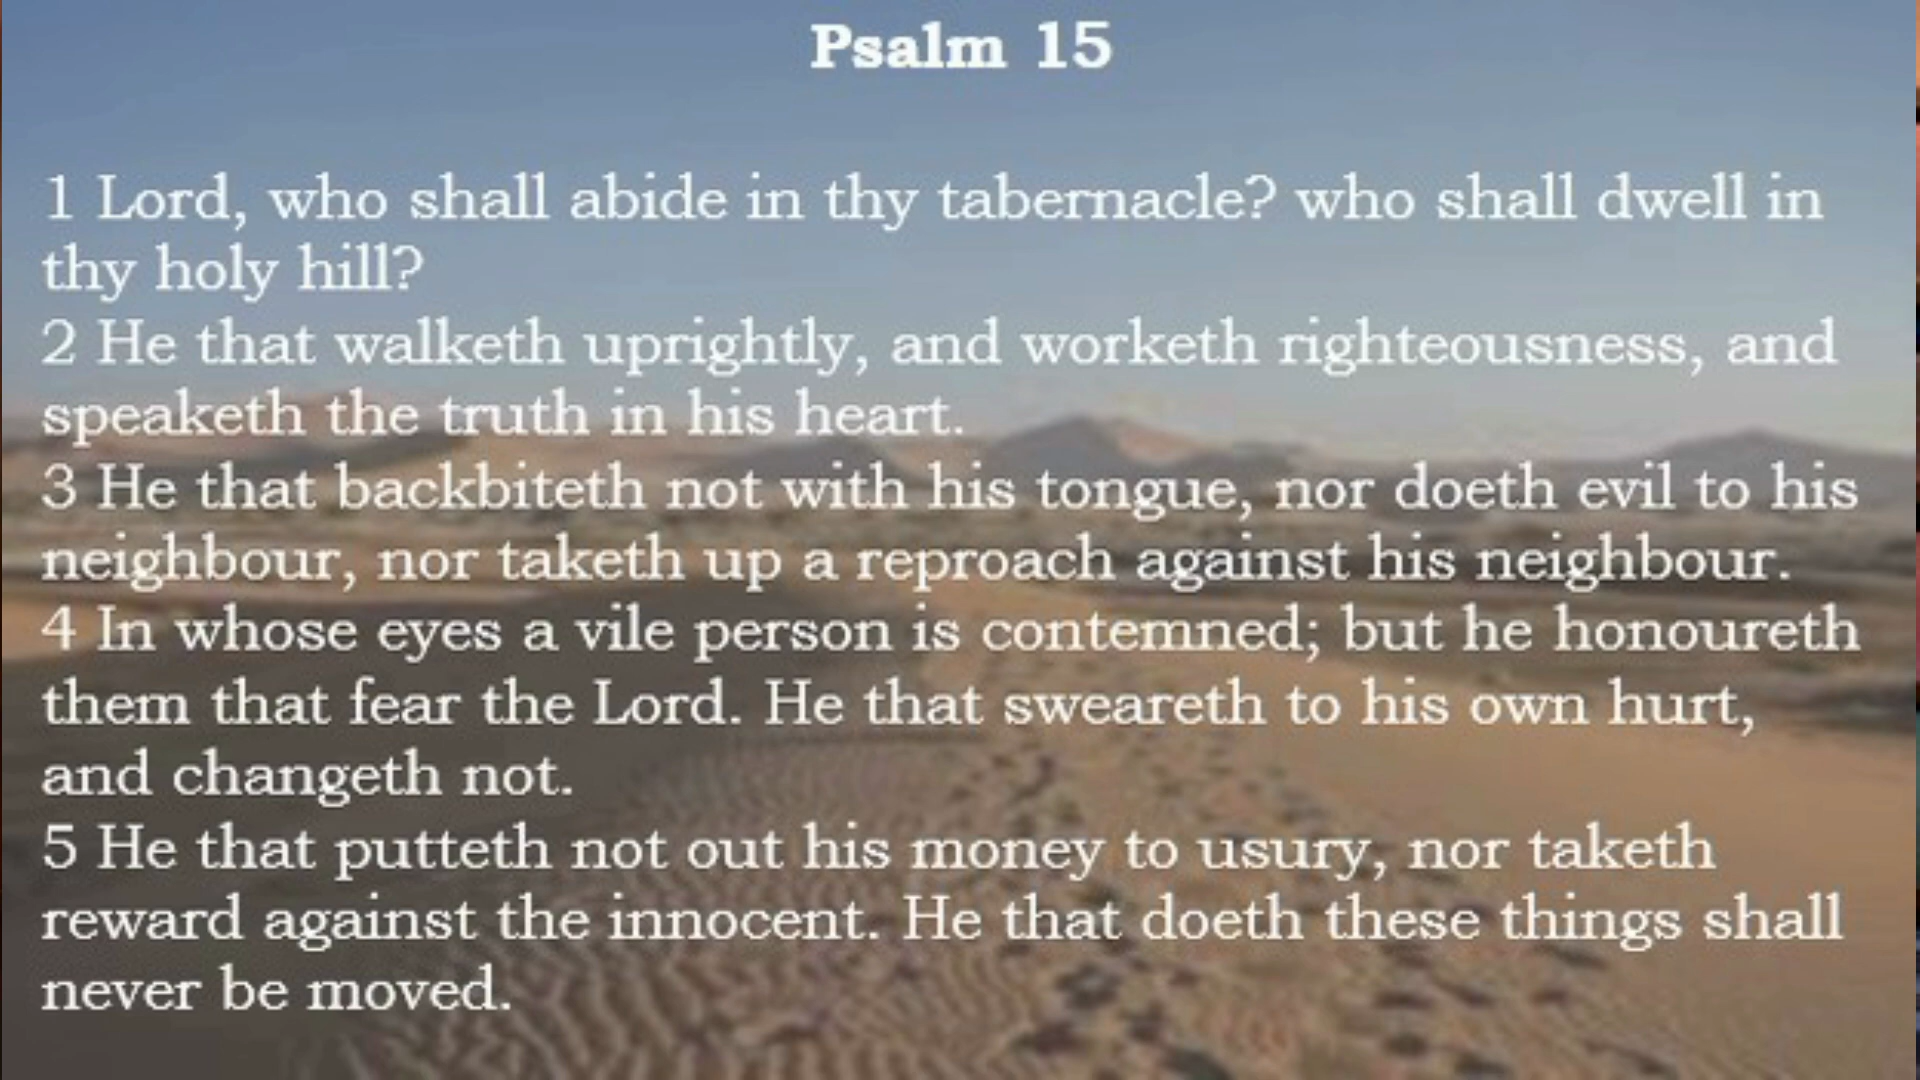 Psalm 15
1 Lord, who shall abide in thy tabernacle? who shall dwell in
thy holy hill?
2 He that walketh uprightly, and worketh righteousness, and
speaketh the truth in his heart.
3 He that backbiteth not with his tongue, nor doeth evil to his
neighbour, nor taketh up a reproach against his neighbour.
4 In whose eyes a vile person is contemned; but he honoureth
them that fear the Lord. He that sweareth to his own hurt,
and changeth not.
5 He that putteth not out his money to usury, nor taketh
reward against the innocent. He that doeth these things shall
never be moved.